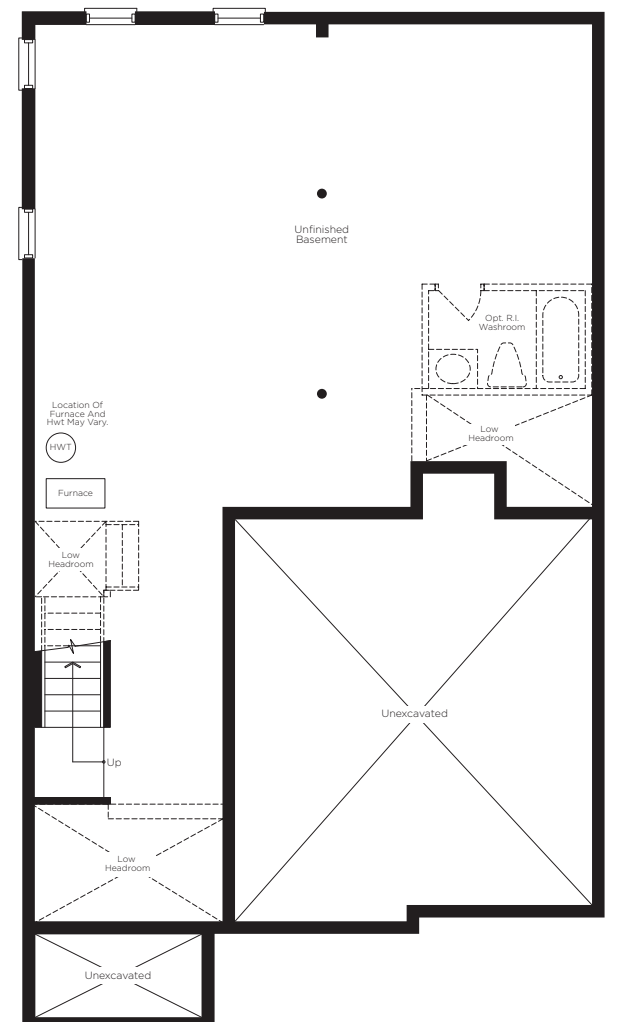 Unfinished
Basement
Opt. R.I.
Washroom
Location Of
Furnace And
Hwt May Vary.
HWT
Low
Headroom
Furnace
Low
Headroom
Unexcavated
Up
Low
Headroom
Unexcavated